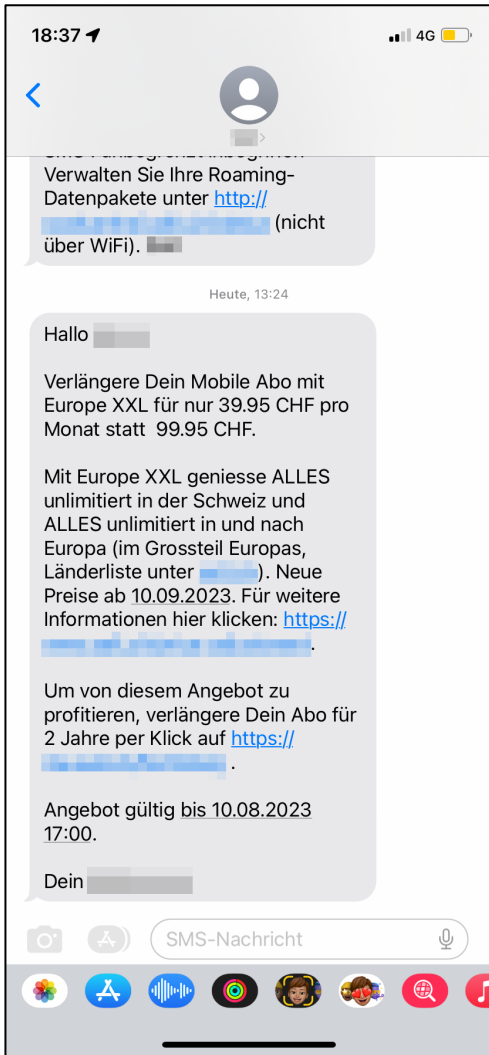 18:37
4G
Verwalten Sie Ihre Roaming-
Datenpakete unter http://
(nicht
über WiFi).
Heute, 13:24
Hallo
Verlängere Dein Mobile Abo mit
Europe XXL für nur 39.95 CHF pro
Monat statt  99.95 CHF.
Mit Europe XXL geniesse ALLES
unlimitiert in der Schweiz und
ALLES unlimitiert in und nach
Europa (im Grossteil Europas,
Länderliste unter ). Neue
Preise ab 10.09.2023. Für weitere
Informationen hier klicken: https://
.
Um von diesem Angebot zu
profitieren, verlängere Dein Abo für
2 Jahre per Klick auf https://
.
Angebot gültig bis 10.08.2023
17:00.
Dein
SMS-Nachricht